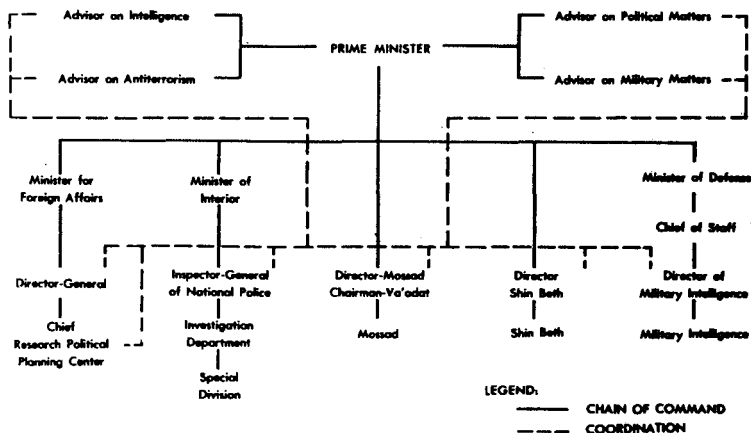 Advisor on Intelligence
Advisor on Political Matters
PRIME MINISTER
Advisor on Antiterrorism
Advisor on Military Matters
Minister for
Foreign Affairs
Minister of
Interior
Minister of Defense
Chief of Staff
Director-General
Inspector-General
of National Police
Director-Mossad
Chairman-Va'adat
Director
Shin Beth
Director of
Military Intelligence
Chief
Research Political
Planning Center
Investigation
Department
Mossad
Shin Beth
Military Intelligence
Special
Division
LEGEND:
CHAIN OF COMMAND
COORDINATION